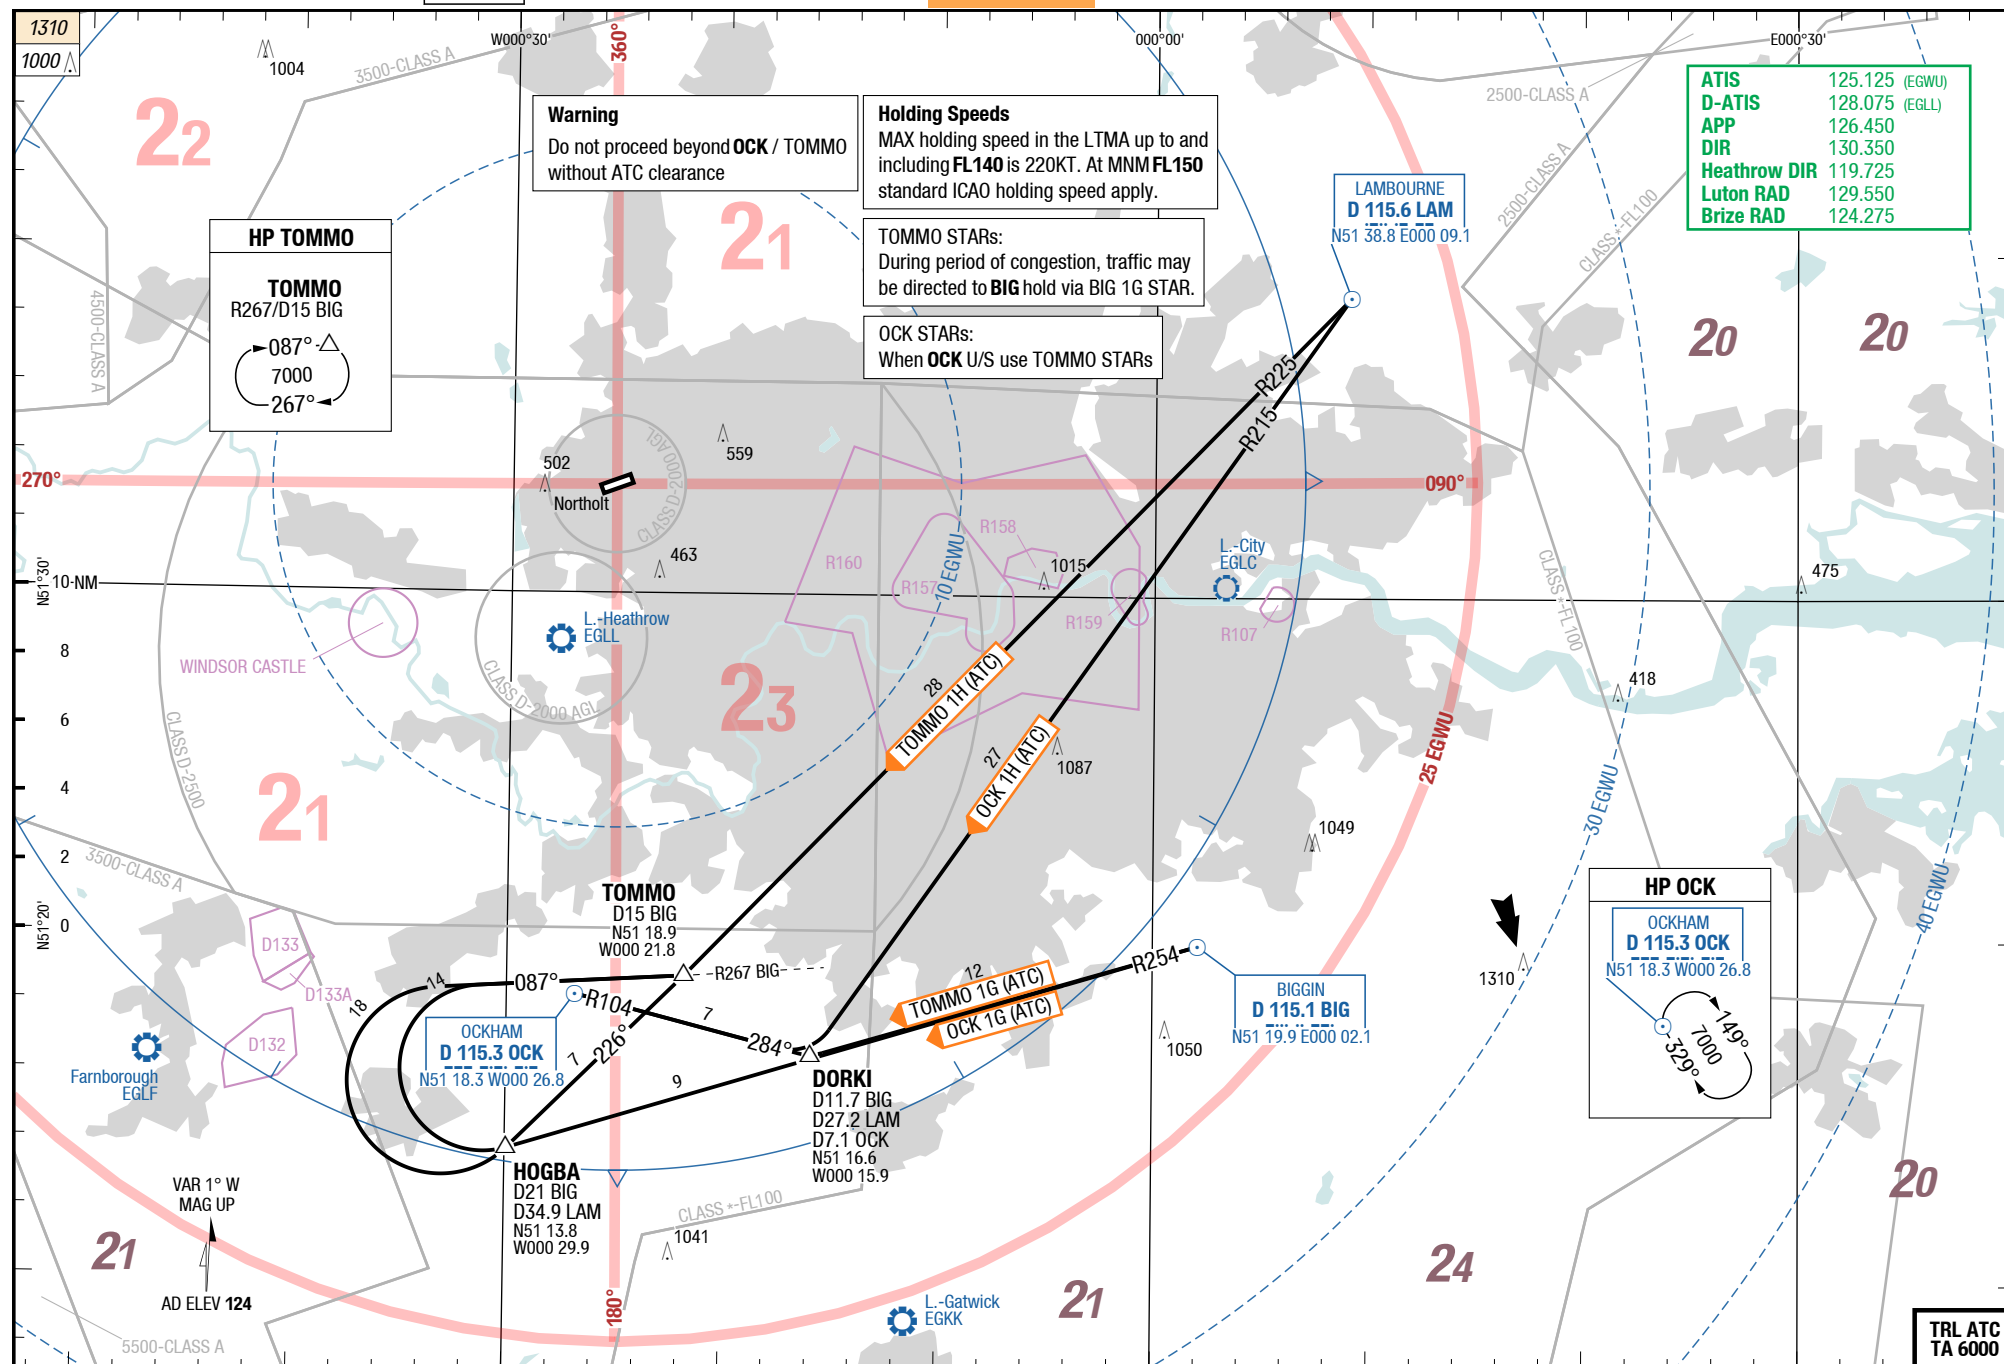 1310
1000
1004
3500-CLASS A
W000°30'
360°
000°00'
E000°30'
2500-CLASS A
ATIS 125.125 (EGWU)
D-ATIS 128.075 (EGLL)
APP 126.450
DIR 130.350
Heathrow DIR 119.725
Luton RAD 129.550
Brize RAD 124.275
22
Warning
Do not proceed beyond OCK / TOMMO
without ATC clearance
Holding Speeds
MAX holding speed in the LTMA up to and
including FL140 is 220KT. At MNM FL150
standard ICAO holding speed apply.
21
TOMMO STARs:
During period of congestion, traffic may
be directed to BIG hold via BIG 1G STAR.
OCK STARs:
When OCK U/S use TOMMO STARs
LAMBOURNE
D 115.6 LAM
N51 38.8 E000 09.1
2500-CLASS A
CLASS *-FL100
HP TOMMO
TOMMO
R267/D15 BIG
087°
7000
267°
4500-CLASS A
20
20
R225
R215
559
502
Northolt
CLASS D-2000 AGL
270°
090°
463
R160
R157
R158
10 EGWU
1015
R159
L.-City
EGLC
R107
CLASS *-FL100
475
N51°30'
10-NM
8
6
4
2
0
N51°20'
L.-Heathrow
EGLL
WINDSOR CASTLE
CLASS D-2000 AGL
CLASS D-2500
23
28
TOMMO 1H (ATC)
27
OCK 1H (ATC)
1087
418
25 EGWU
30 EGWU
40 EGWU
21
1049
3500-CLASS A
TOMMO
D15 BIG
N51 18.9
W000 21.8
D133
D133A
D132
14
18
087°
R267 BIG
R104
7
284°
226°
7
9
12
TOMMO 1G (ATC)
OCK 1G (ATC)
R254
OCKHAM
D 115.3 OCK
N51 18.3 W000 26.8
BIGGIN
D 115.1 BIG
N51 19.9 E000 02.1
1050
1310
HP OCK
OCKHAM
D 115.3 OCK
N51 18.3 W000 26.8
149°
7000
329°
Farnborough
EGLF
DORKI
D11.7 BIG
D27.2 LAM
D7.1 OCK
N51 16.6
W000 15.9
HOGBA
D21 BIG
D34.9 LAM
N51 13.8
W000 29.9
CLASS *-FL100
1041
VAR 1° W
MAG UP
21
AD ELEV 124
5500-CLASS A
180°
L.-Gatwick
EGKK
21
24
20
TRL ATC
TA 6000